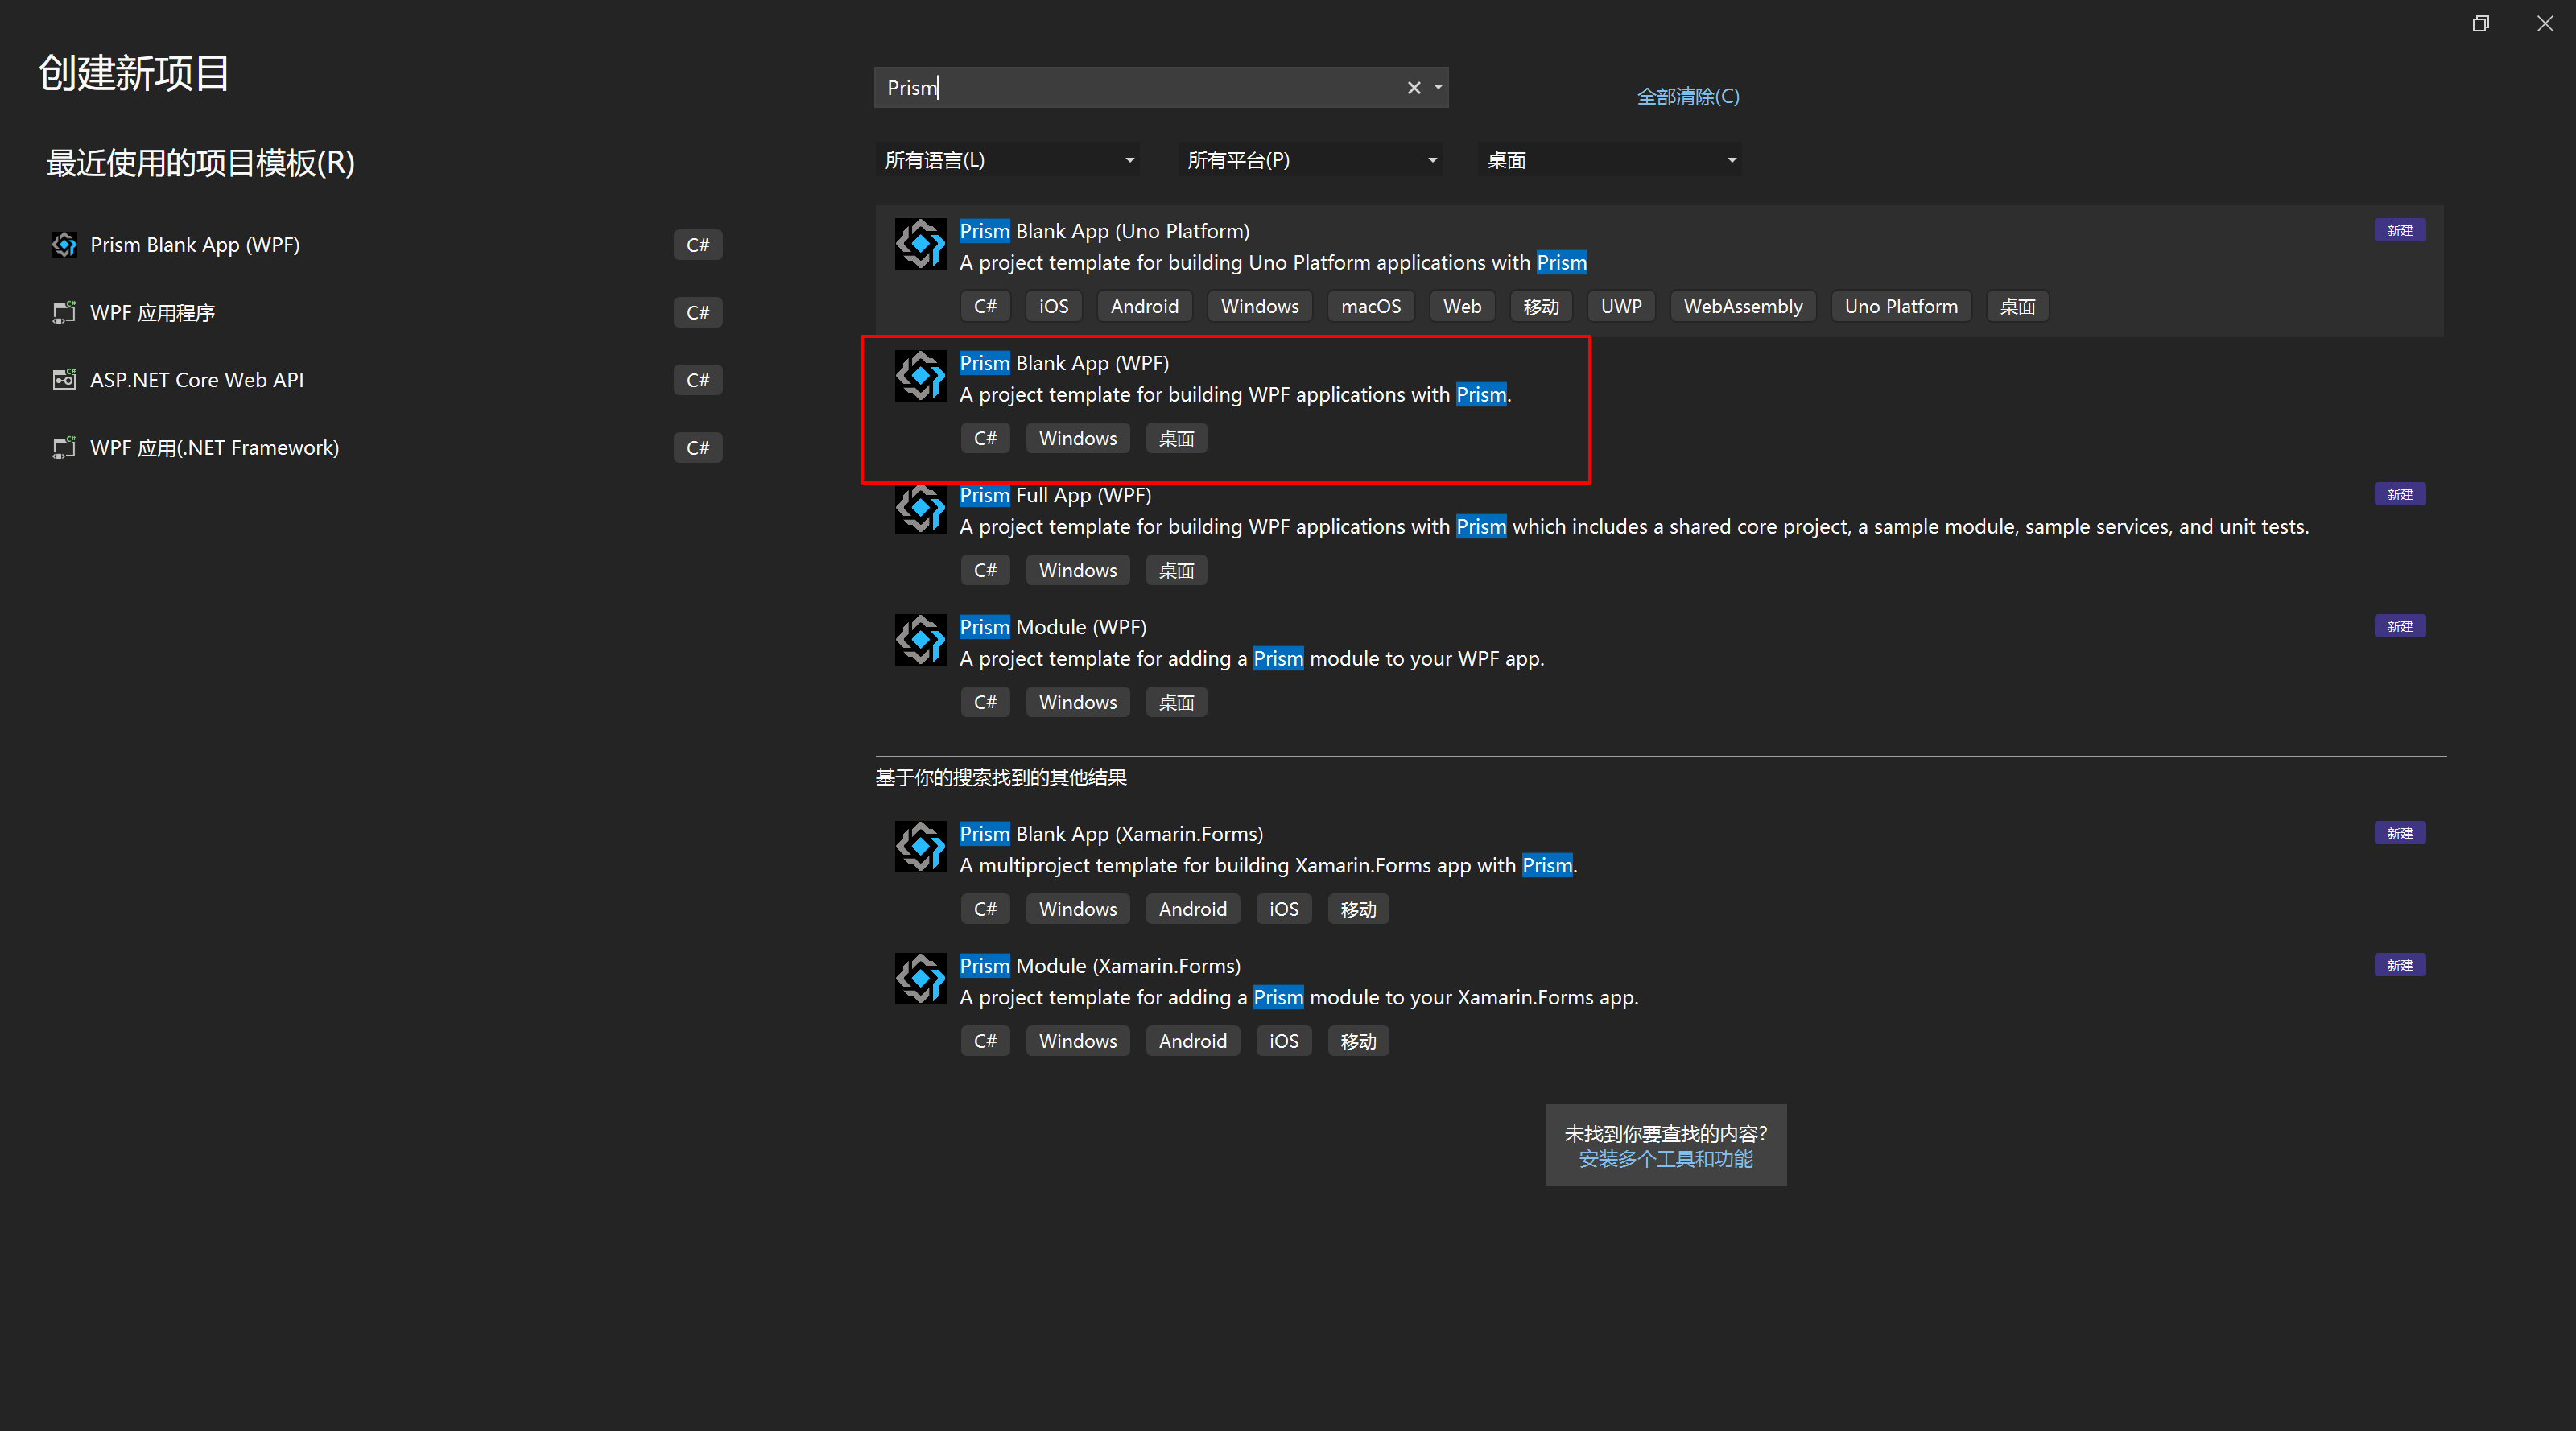 创建新项目
最近使用的项目模板(R)
Prism Blank App (WPF) C#
WPF 应用程序 C#
ASP.NET Core Web API C#
WPF 应用(.NET Framework) C#
Prism
全部清除(C)
所有语言(L) 所有平台(P) 桌面
Prism Blank App (Uno Platform) 新建
A project template for building Uno Platform applications with Prism
C# iOS Android Windows macOS Web 移动 UWP WebAssembly Uno Platform 桌面
Prism Blank App (WPF)
A project template for building WPF applications with Prism.
C# Windows 桌面
Prism Full App (WPF) 新建
A project template for building WPF applications with Prism which includes a shared core project, a sample module, sample services, and unit tests.
C# Windows 桌面
Prism Module (WPF) 新建
A project template for adding a Prism module to your WPF app.
C# Windows 桌面
基于你的搜索找到的其他结果
Prism Blank App (Xamarin.Forms) 新建
A multiproject template for building Xamarin.Forms app with Prism.
C# Windows Android iOS 移动
Prism Module (Xamarin.Forms) 新建
A project template for adding a Prism module to your Xamarin.Forms app.
C# Windows Android iOS 移动
未找到你要查找的内容?
安装多个工具和功能